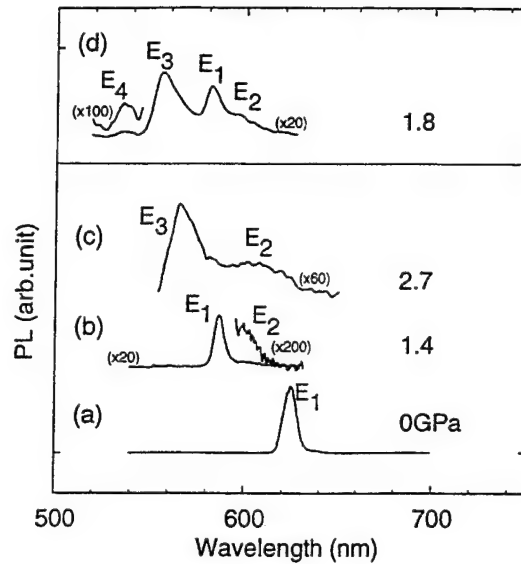 (d)
E4
E3
E1
E2
(x100)
(x20)
1.8
PL (arb.unit)
(c)
E3
E2
(x60)
2.7
(b)
E1
E2
(x20)
(x200)
1.4
(a)
E1
0GPa
500
600
700
Wavelength (nm)